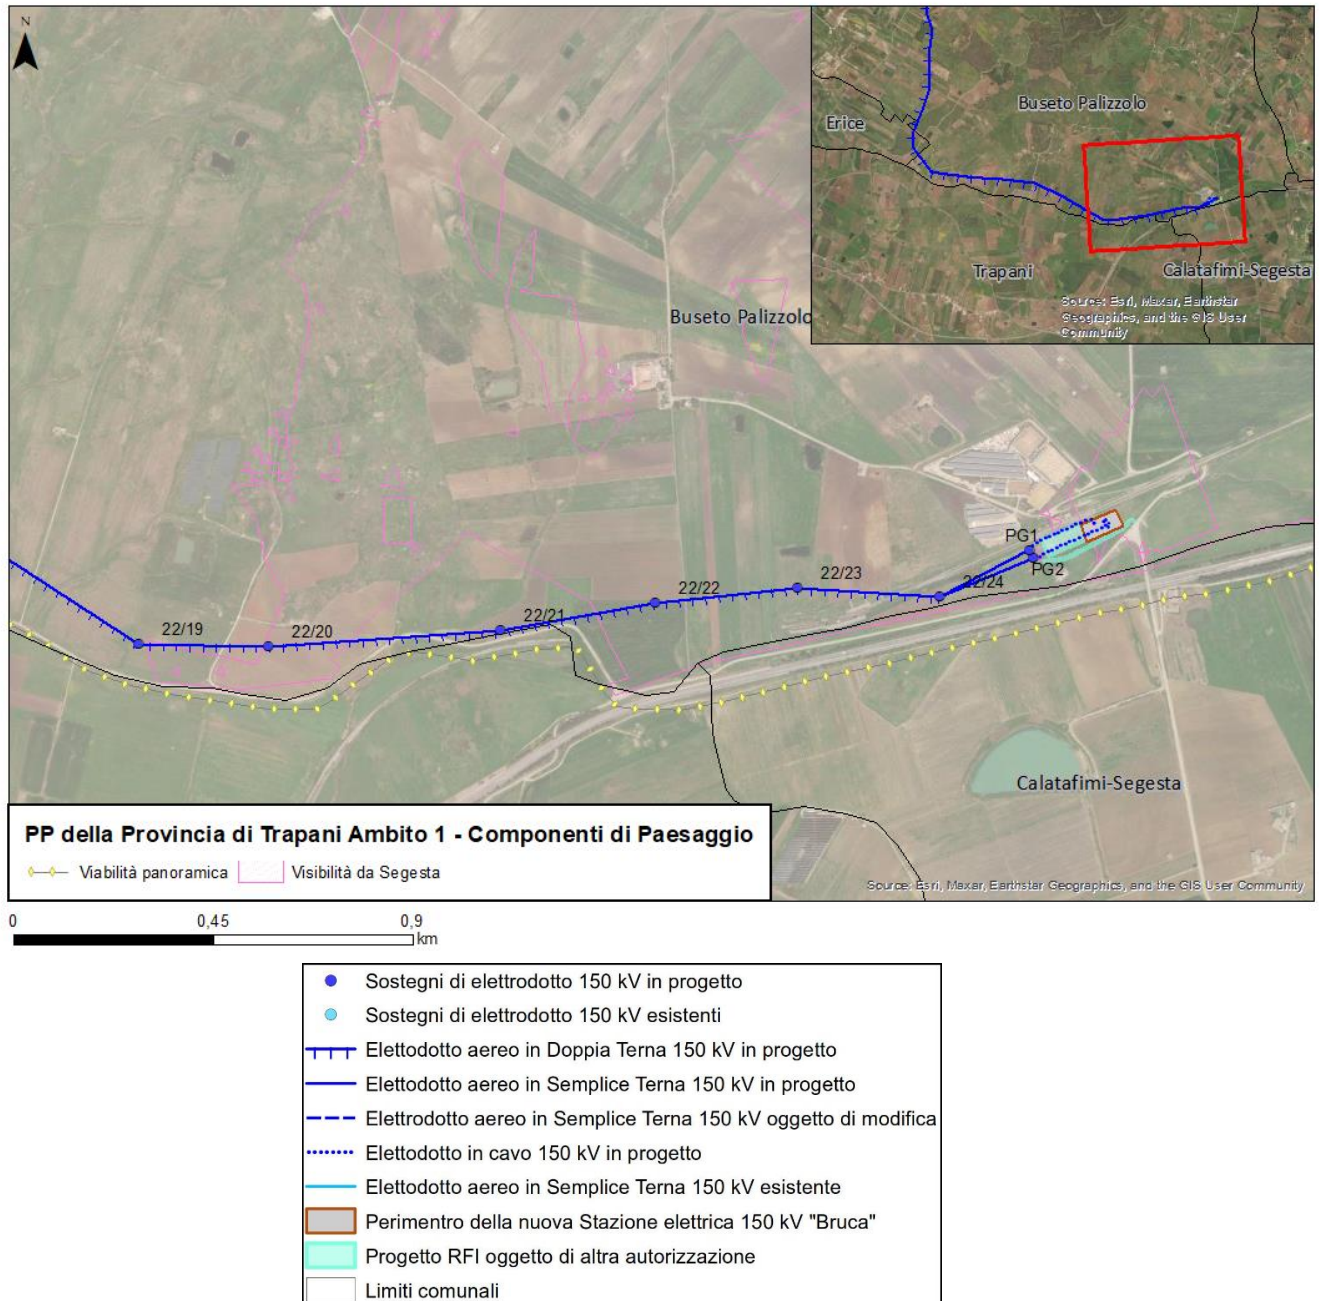 N
Buseto Palizzolo
Erice
Trapani
Calatafimi-Segesta
Source: Esri, Maxar, Earthstar
Geographics, and the GIS User
Community
Buseto Palizzolo
PG1
PG2
22/19
22/20
22/21
22/22
22/23
22/24
Calatafimi-Segesta
PP della Provincia di Trapani Ambito 1 - Componenti di Paesaggio
Viabilità panoramica
Visibilità da Segesta
Source: Esri, Maxar, Earthstar Geographics, and the GIS User Community
0 0,45 0,9
km
Sostegni di elettrodotto 150 kV in progetto
Sostegni di elettrodotto 150 kV esistenti
Elettodotto aereo in Doppia Terna 150 kV in progetto
Elettodotto aereo in Semplice Terna 150 kV in progetto
Elettrodotto aereo in Semplice Terna 150 kV oggetto di modifica
Elettodotto in cavo 150 kV in progetto
Elettodotto aereo in Semplice Terna 150 kV esistente
Perimentro della nuova Stazione elettrica 150 kV "Bruca"
Progetto RFI oggetto di altra autorizzazione
Limiti comunali